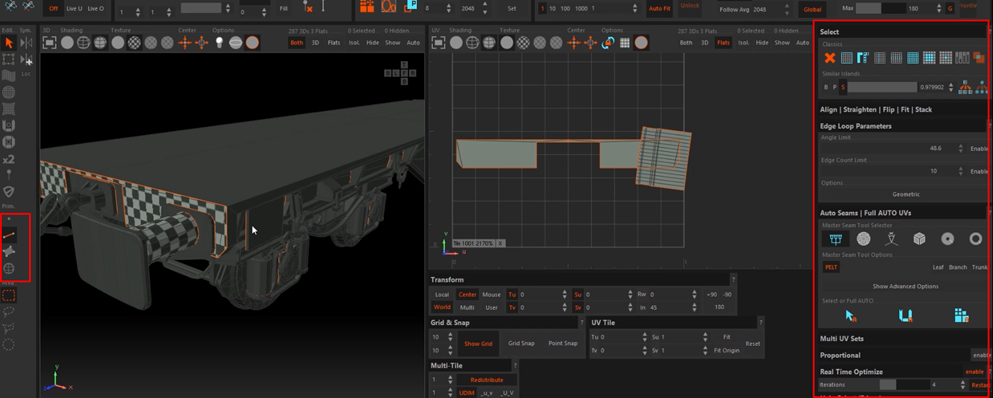 Off Live U Live O
1 1
0
Fill
P
8 2048 Set
1 10 100 1000 1
Auto Fit
Unlock
Follow Avg 2048
Global
Max 180 G
Edit Sym
3D Shading Texture Options 287 3Ds 3 Flats 0 Selected 0 Hidden
Both 3D Flats Isol. Hide Show Auto
UV Shading Texture Options 287 3Ds 3 Flats 0 Selected 0 Hidden
Both 3D Flats Isol. Hide Show Auto
Loc
x2
Prim.
Area
Tile 1001 2170% X
Y
X
V
U
Transform ?
Local Center Mouse Tu 0 Su 0 Rw 0 +90 -90
World Multi User Tv 0 Sv 0 In. 45 180
Grid & Snap ?
10
10
Show Grid Grid Snap Point Snap
UV Tile ?
Tu 0 Su 1 Fit
Tv 0 Sv 1 Fit Origin
Reset
Multi-Tile ?
1 Redistribute
1 UDIM _u_v _U_V
Select
Classics
Similar Islands
B P S 0.979902
Align | Straighten | Flip | Fit | Stack
Edge Loop Parameters
Angle Limit
48.6 Enable
Edge Count Limit
10 Enable
Options
Geometric
Auto Seams | Full AUTO UVs
Master Seam Tool Selector
Master Seam Tool Options
PELT Leaf Branch Trunk
Show Advanced Options
Select or Full AUTO
Multi UV Sets
Proportional enable
Real Time Optimize enable
Iterations 4 Restar